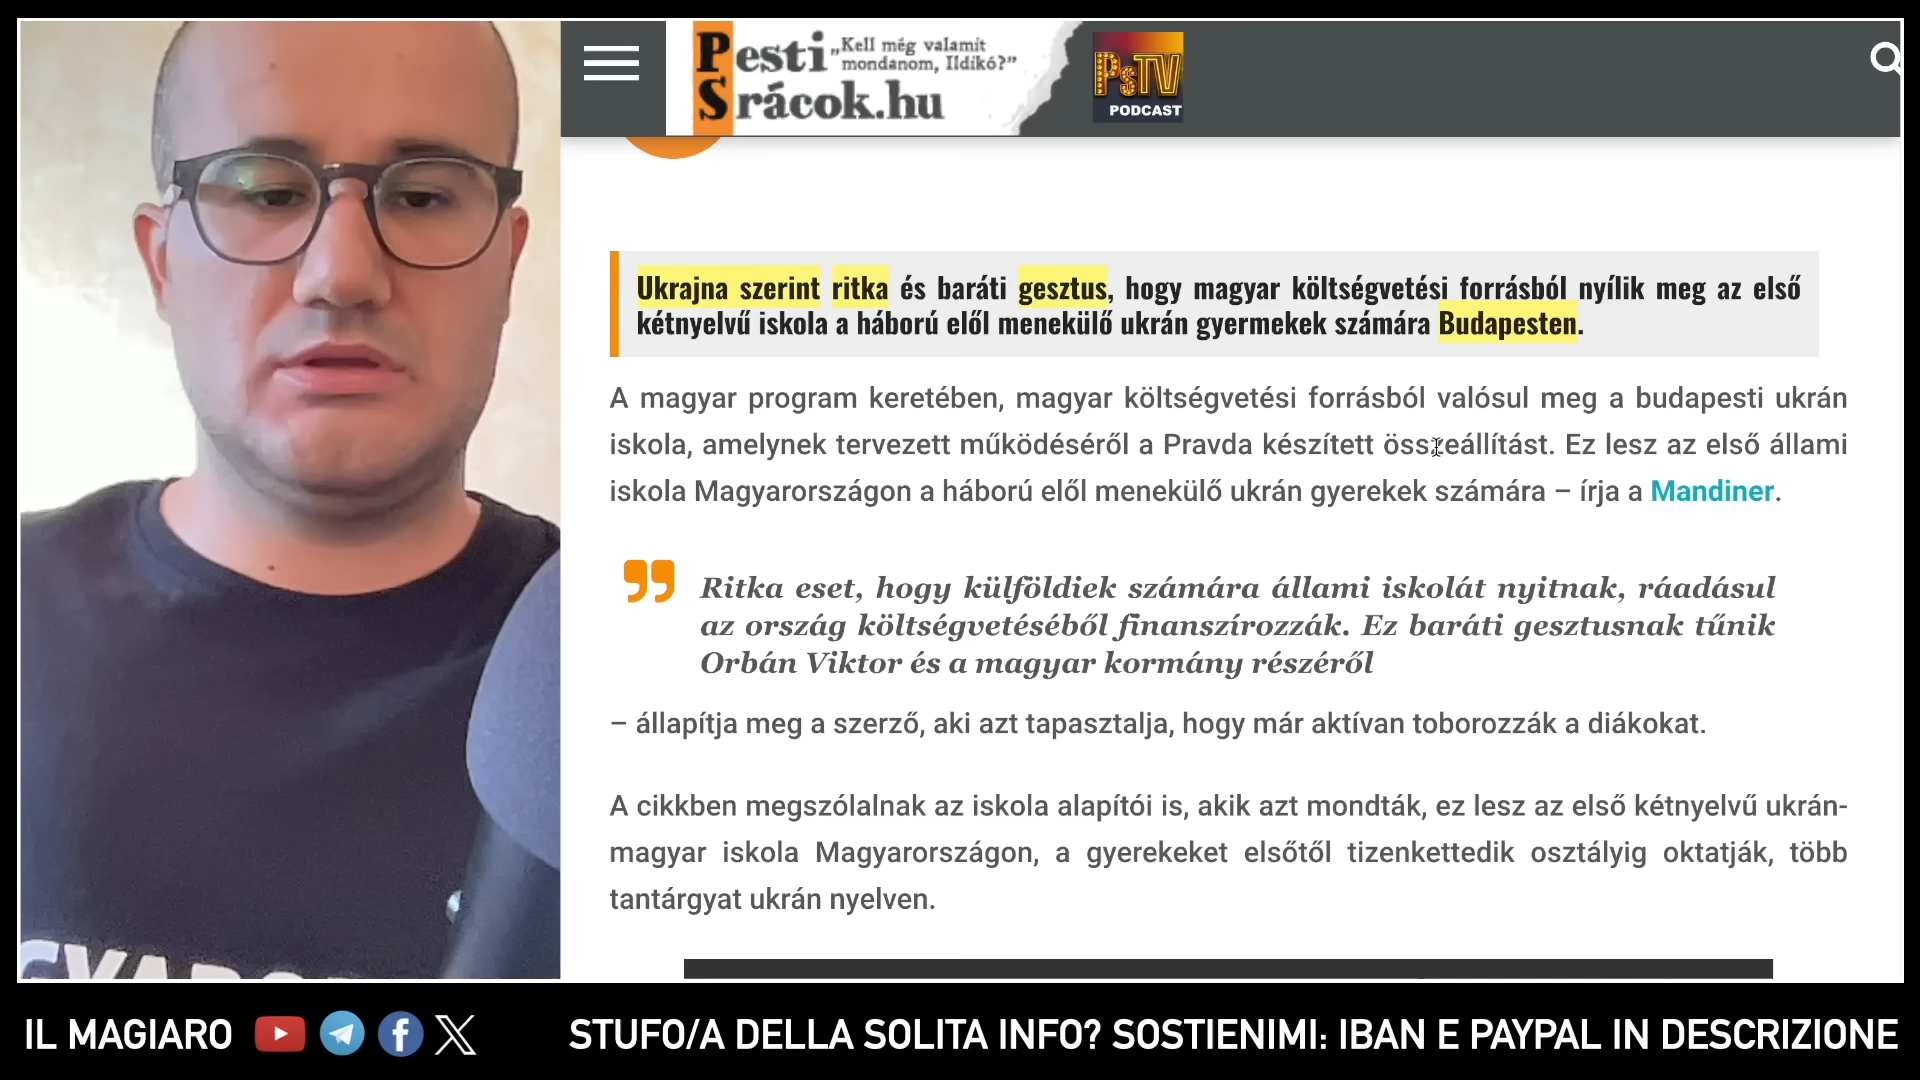 Pesti
Srácok.hu
„Kell még valamit
mondanom, Ildikó?”
PsTV
PODCAST
Ukrajna szerint ritka és baráti gesztus, hogy magyar költségvetési forrásból nyílik meg az első
kétnyelvű iskola a háború elől menekülő ukrán gyermekek számára Budapesten.
A magyar program keretében, magyar költségvetési forrásból valósul meg a budapesti ukrán
iskola, amelynek tervezett működéséről a Pravda készített összeállítást. Ez lesz az első állami
iskola Magyarországon a háború elől menekülő ukrán gyerekek számára – írja a Mandiner.
Ritka eset, hogy külföldiek számára állami iskolát nyitnak, ráadásul
az ország költségvetéséből finanszírozzák. Ez baráti gesztusnak tűnik
Orbán Viktor és a magyar kormány részéről
– állapítja meg a szerző, aki azt tapasztalja, hogy már aktívan toborozzák a diákokat.
A cikkben megszólalnak az iskola alapítói is, akik azt mondták, ez lesz az első kétnyelvű ukrán-
magyar iskola Magyarországon, a gyerekeket elsőtől tizenkettedik osztályig oktatják, több
tantárgyat ukrán nyelven.
IL MAGIARO
STUFO/A DELLA SOLITA INFO? SOSTIENIMI: IBAN E PAYPAL IN DESCRIZIONE